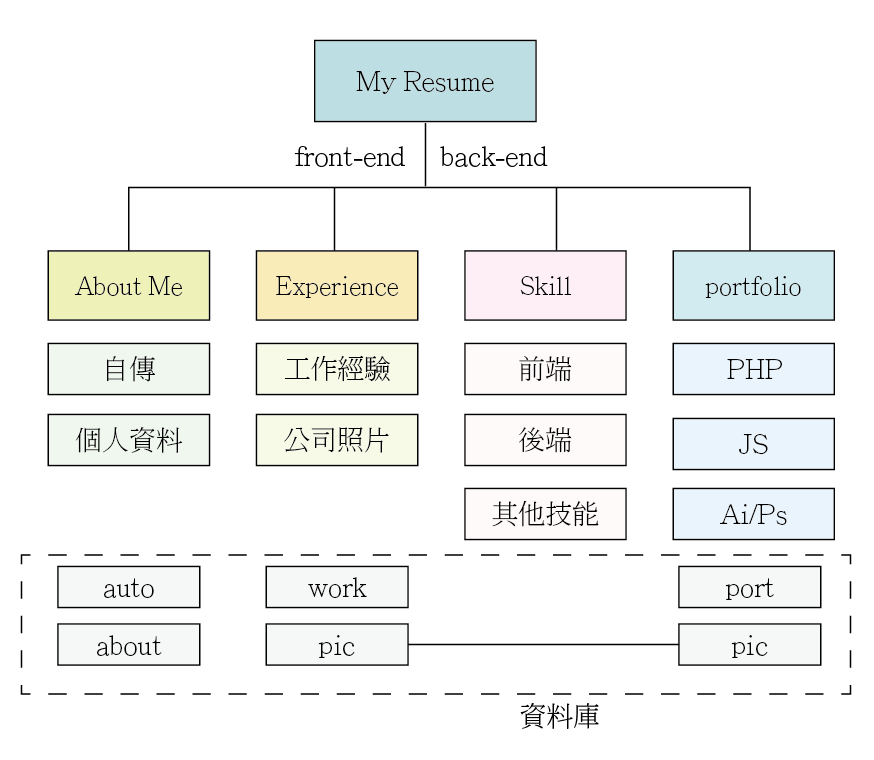 My Resume
front-end
back-end
About Me
Experience
Skill
portfolio
自傳
工作經驗
前端
PHP
個人資料
公司照片
後端
JS
其他技能
Ai/Ps
auto
work
port
about
pic
pic
資料庫